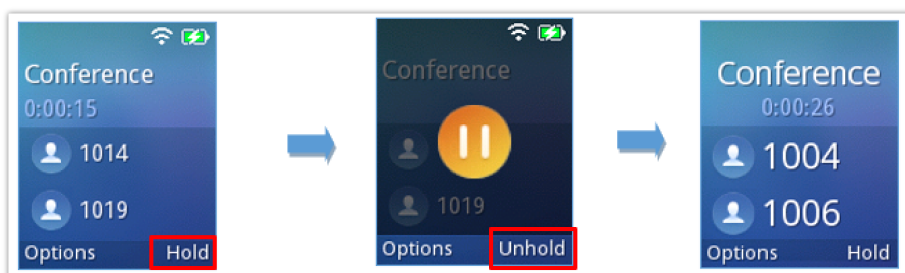 Conference
0:00:15
1014
1019
Options Hold
Conference
1019
Options Unhold
Conference
0:00:26
1004
1006
Options Hold